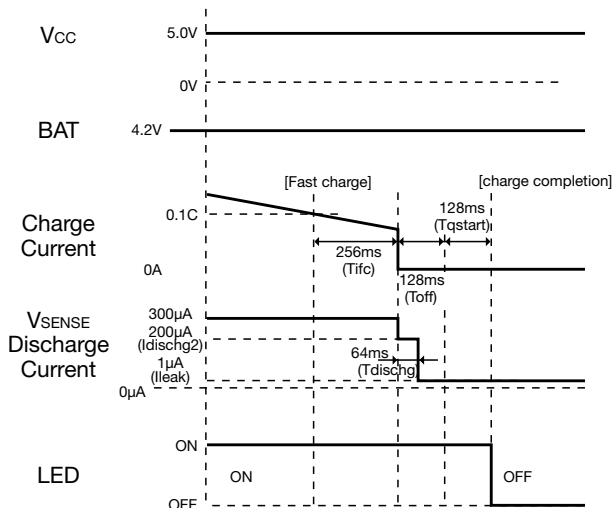 VCC
5.0V
0V
BAT
4.2V
[Fast charge]
[charge completion]
Charge
Current
0.1C
128ms
(Tqstart)
256ms
(Tifc)
0A
128ms
(Toff)
VSENSE
Discharge
Current
300µA
200µA
(Idischg2)
64ms
(Tdischg)
1µA
(Ileak)
0µA
LED
ON
ON
OFF
OFF